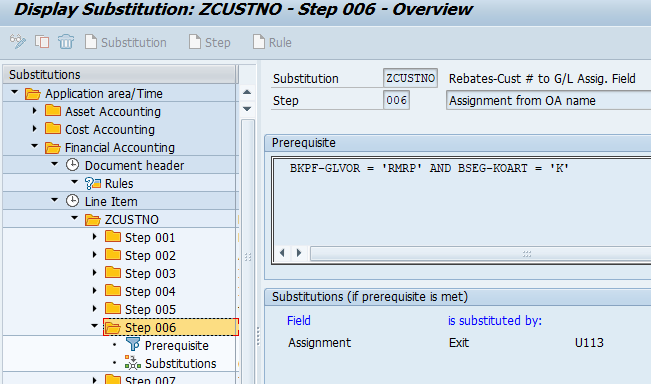 Display Substitution: ZCUSTNO - Step 006 - Overview
Substitution Step Rule
Substitutions
Application area/Time
Asset Accounting
Cost Accounting
Financial Accounting
Document header
Rules
Line Item
ZCUSTNO
Step 001
Step 002
Step 003
Step 004
Step 005
Step 006
Prerequisite
Substitutions
Step 007
Substitution ZCUSTNO Rebates-Cust # to G/L Assig. Field
Step 006 Assignment from OA name
Prerequisite
BKPF-GLVOR = 'RMRP' AND BSEG-KOART = 'K'
Substitutions (if prerequisite is met)
Field is substituted by:
Assignment Exit U113